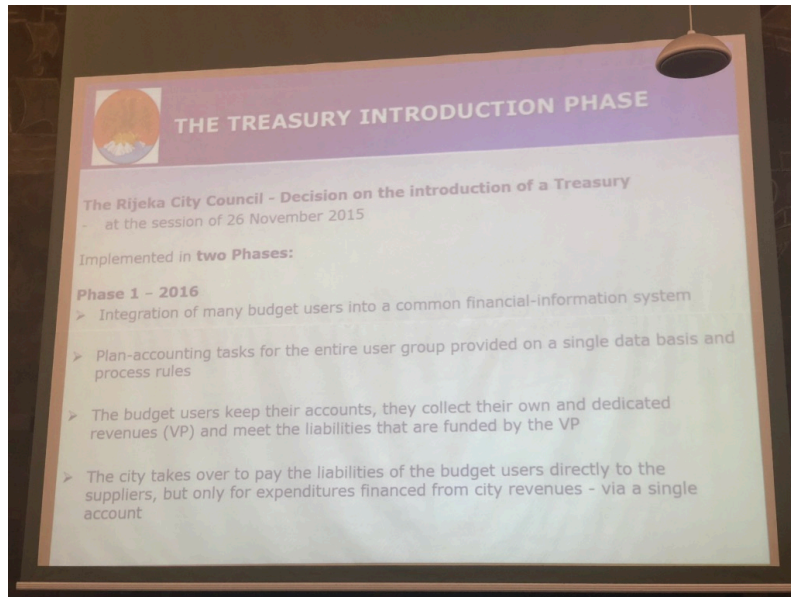 THE TREASURY INTRODUCTION PHASE
The Rijeka City Council - Decision on the introduction of a Treasury
- at the session of 26 November 2015
Implemented in two Phases:
Phase 1 – 2016
➢ Integration of many budget users into a common financial-information system
➢ Plan-accounting tasks for the entire user group provided on a single data basis and
process rules
➢ The budget users keep their accounts, they collect their own and dedicated
revenues (VP) and meet the liabilities that are funded by the VP
➢ The city takes over to pay the liabilities of the budget users directly to the
suppliers, but only for expenditures financed from city revenues - via a single
account